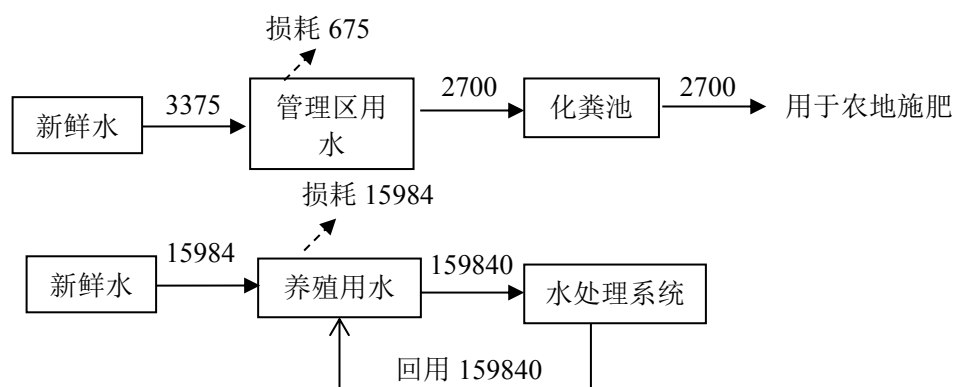 损耗 675
新鲜水
3375
管理区用
水
2700
化粪池
2700
用于农地施肥
损耗 15984
新鲜水
15984
养殖用水
159840
水处理系统
回用 159840